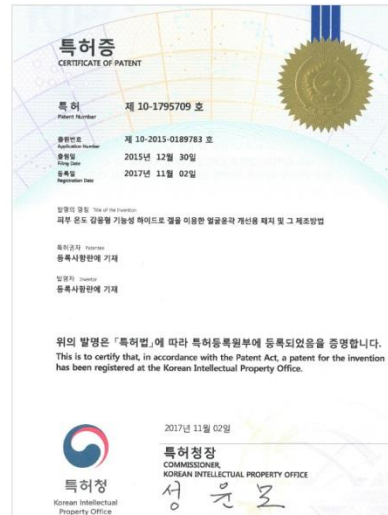 특허증
CERTIFICATE OF PATENT
특 허 제 10-1795709 호
Patent Number
출원번호 제 10-2015-0189783 호
Application Number
출원일 2015년 12월 30일
Filing Date
등록일 2017년 11월 02일
Registration Date
발명의 명칭 Title of the Invention
피부 온도 감응형 기능성 하이드로 겔을 이용한 얼굴윤곽 개선용 패치 및 그 제조방법
특허권자 Patentee
등록사항란에 기재
발명자 Inventor
등록사항란에 기재
위의 발명은 「특허법」에 따라 특허등록원부에 등록되었음을 증명합니다.
This is to certify that, in accordance with the Patent Act, a patent for the invention
has been registered at the Korean Intellectual Property Office.
2017년 11월 02일
특허청장
COMMISSIONER,
KOREAN INTELLECTUAL PROPERTY OFFICE
성윤모
특허청
Korean Intellectual
Property Office